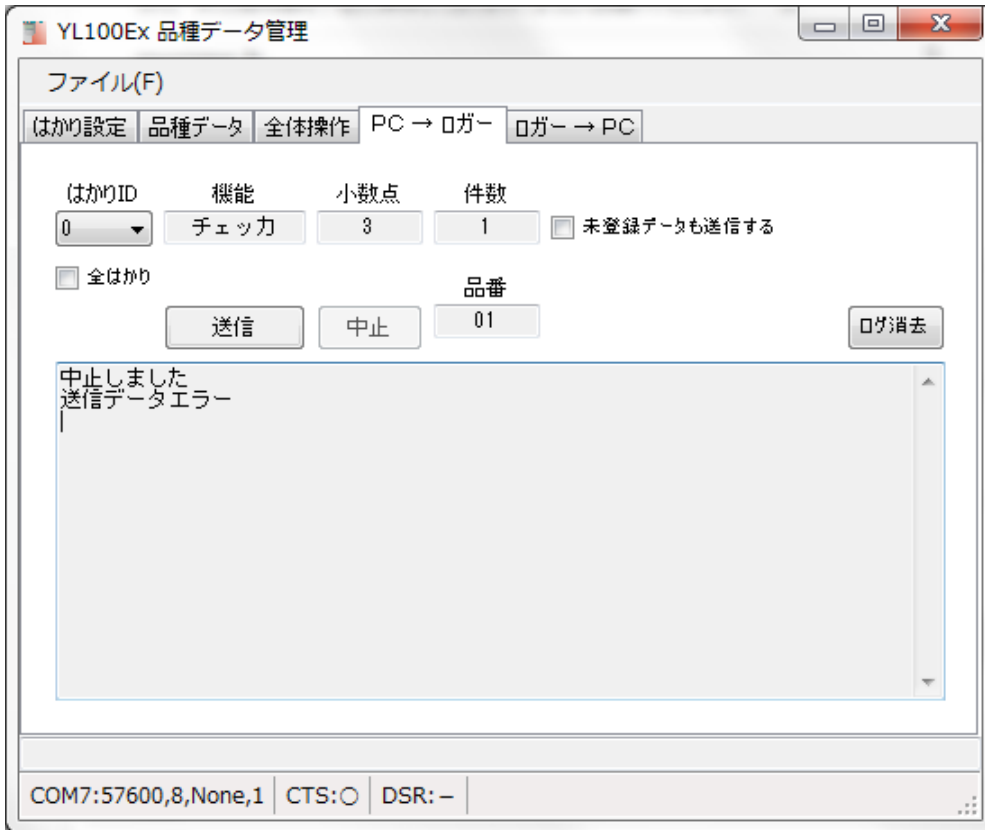 YL100Ex 品種データ管理
ファイル(F)
はかり設定 品種データ 全体操作 PC → ロガー ロガー → PC
はかりID 機能 小数点 件数
0 チェッカ 3 1 未登録データも送信する
全はかり 品番
送信 中止 01 ログ消去
中止しました
送信データエラー
COM7:57600,8,None,1 CTS:○ DSR:−